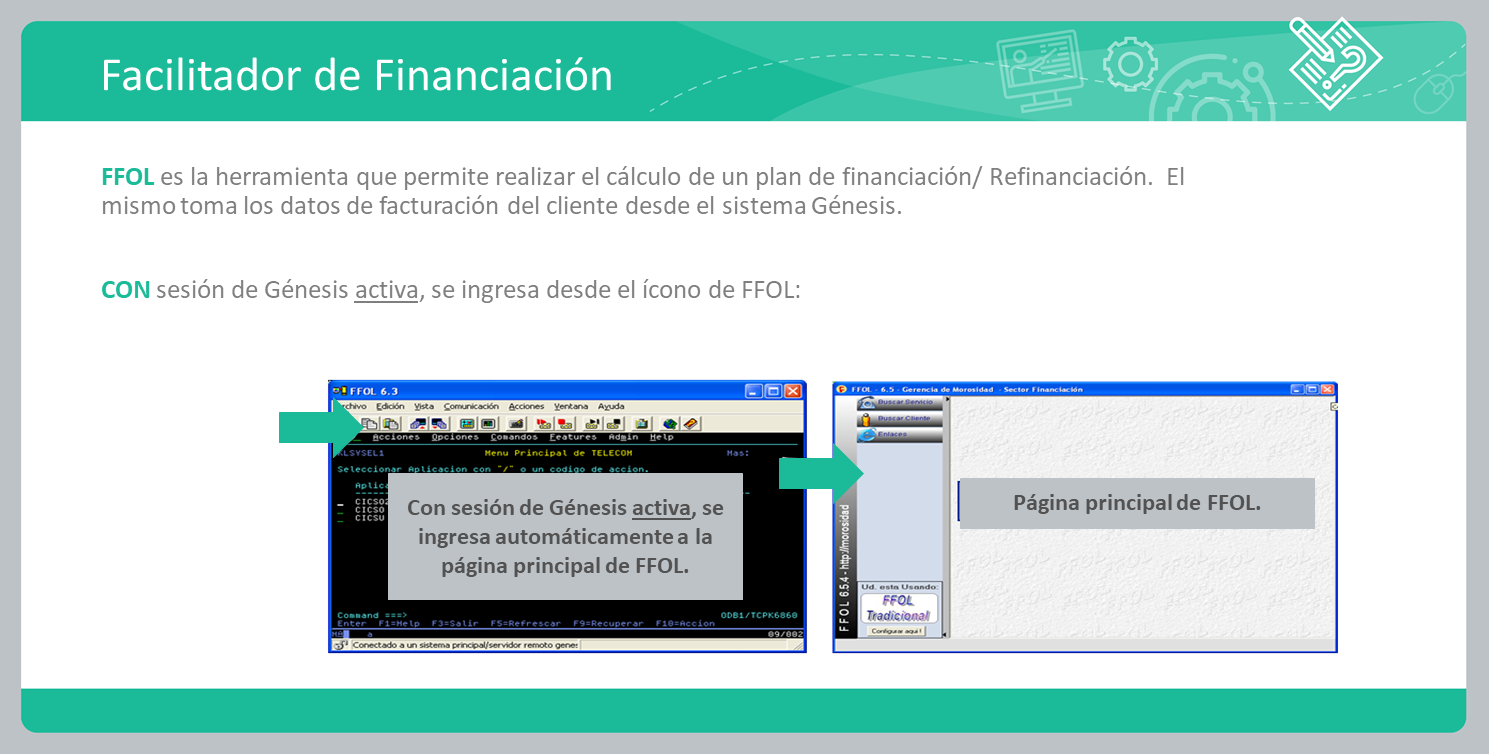 Facilitador de Financiación
FFOL es la herramienta que permite realizar el cálculo de un plan de financiación/ Refinanciación. El
mismo toma los datos de facturación del cliente desde el sistema Génesis.
CON sesión de Génesis activa, se ingresa desde el ícono de FFOL:
FFOL 6.3
Edición Vista Comunicación Acciones Ventana Ayuda
Acciones Opciones Comandos Features Admin Help
Menu Principal de TELECOM Mas:
Seleccionar Aplicacion con "/" o un codigo de accion.
CICSO
CICSU
Con sesión de Génesis activa, se
ingresa automáticamente a la
página principal de FFOL.
Command ===> ODB1/TCPK6860
Enter F1=Help F3=Salir F5=Refrescar F9=Recuperar F10=Accion
a 09/002
Conectado a un sistema principal/servidor remoto
FFOL - 6.5 - Gerencia de Morosidad - Sector Financiación
Buscar Servicio
Buscar Cliente
Enlaces
Página principal de FFOL.
FFOL 6.5.4 - http://morosidad
Ud. esta Usando:
FFOL
Tradicional
Configurar aqui !